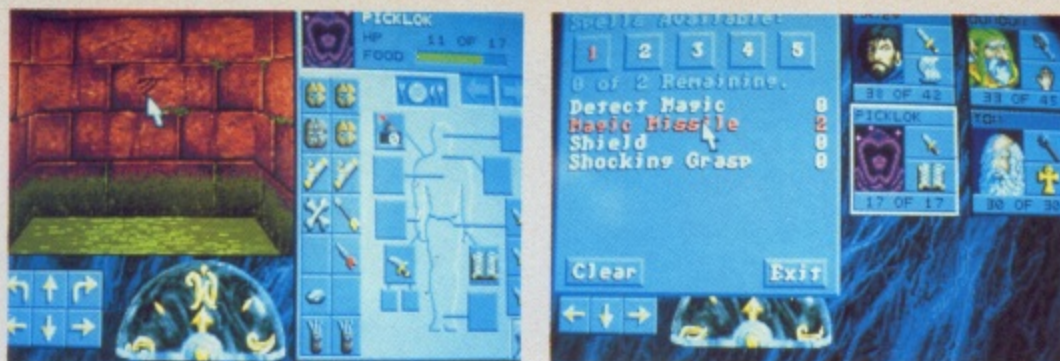 PICKLOK
HP 11 OF 17
FOOD
N
Spells Available:
1 2 3 4 5
0 of 2 Remaining.
Detect Magic 0
Magic Missile 2
Shield 0
Shocking Grasp 0
Clear Exit
31 OF 42
33 OF
PICKLOK
17 OF 17
30 OF 30